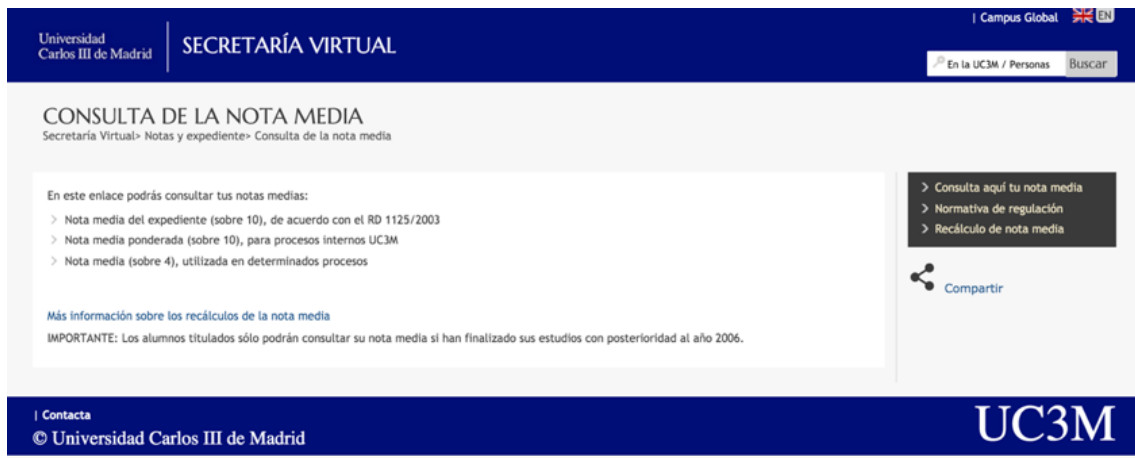 | Campus Global EN
Universidad
Carlos III de Madrid
SECRETARÍA VIRTUAL
En la UC3M / Personas Buscar
CONSULTA DE LA NOTA MEDIA
Secretaría Virtual> Notas y expediente> Consulta de la nota media
En este enlace podrás consultar tus notas medias:
> Nota media del expediente (sobre 10), de acuerdo con el RD 1125/2003
> Nota media ponderada (sobre 10), para procesos internos UC3M
> Nota media (sobre 4), utilizada en determinados procesos
Más información sobre los recálculos de la nota media
IMPORTANTE: Los alumnos titulados sólo podrán consultar su nota media si han finalizado sus estudios con posterioridad al año 2006.
> Consulta aquí tu nota media
> Normativa de regulación
> Recálculo de nota media
Compartir
| Contacta
© Universidad Carlos III de Madrid
UC3M